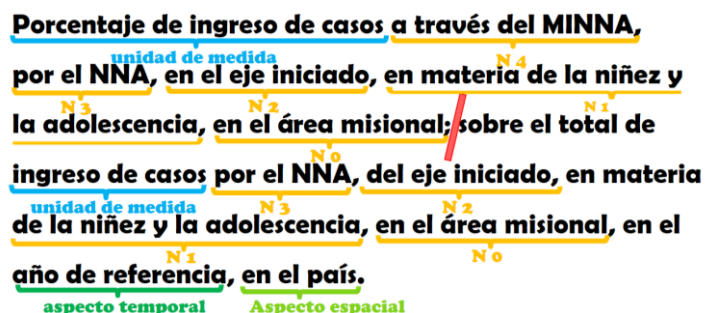 Porcentaje de ingreso de casos a través del MINNA,
unidad de medida N 4
por el NNA, en el eje iniciado, en materia de la niñez y
N 3 N 2 N 1
la adolescencia, en el área misional; sobre el total de
N 0
ingreso de casos por el NNA, del eje iniciado, en materia
unidad de medida N 3 N 2
de la niñez y la adolescencia, en el área misional, en el
N 1 N 0
año de referencia, en el país.
aspecto temporal Aspecto espacial